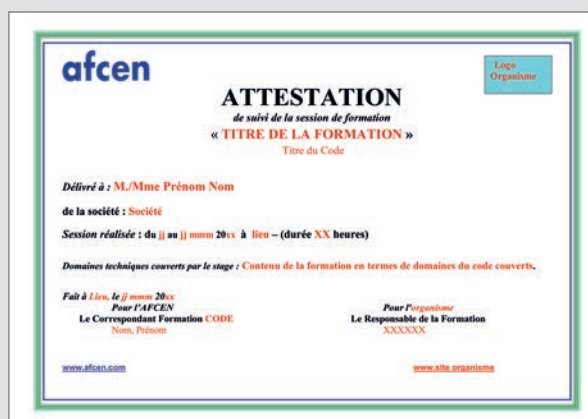 afcen
Logo
Organisme
ATTESTATION
de suivi de la session de formation
« TITRE DE LA FORMATION »
Titre du Code
Délivré à : M./Mme Prénom Nom
de la société : Société
Session réalisée : du jj au jj mmm 20xx à lieu – (durée XX heures)
Domaines techniques couverts par le stage : Contenu de la formation en termes de domaines du code couverts.
Fait à Lieu, le jj mmm 20xx
Pour l'AFCEN
Le Correspondant Formation CODE
Nom, Prénom
Pour l'organisme
Le Responsable de la Formation
XXXXXX
www.afcen.com
www.site organisme